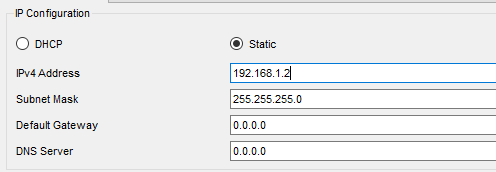 IP Configuration
DHCP Static
IPv4 Address 192.168.1.2
Subnet Mask 255.255.255.0
Default Gateway 0.0.0.0
DNS Server 0.0.0.0